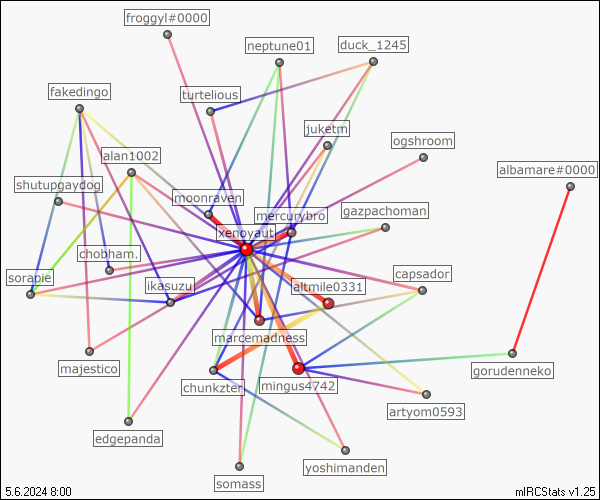 froggyl#0000
neptune01
duck_1245
fakedingo
turtelious
juketm
ogshroom
alan1002
albamare#0000
shutupgaydog
moonraven
mercurybro
gazpachoman
xenoyaut
chobham.
sorapie
ikasuzu
altmile0331
capsador
marcemadness
majestico
chunkzter
mingus4742
gorudenneko
artyom0593
edgepanda
yoshimanden
somass
5.6.2024 8:00
mIRCStats v1.25